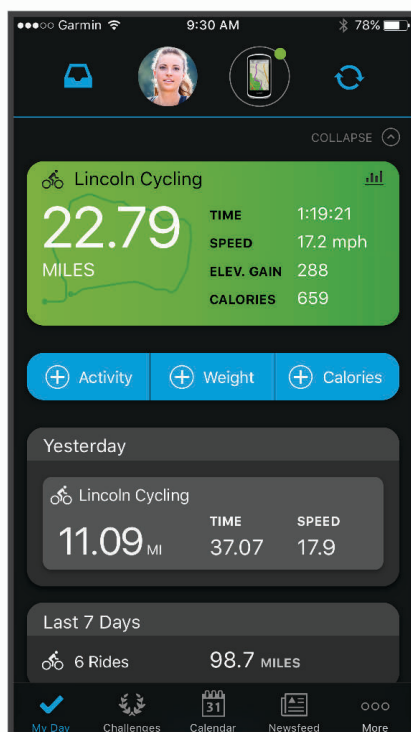 Garmin 9:30 AM 78%
COLLAPSE
Lincoln Cycling
22.79
MILES
TIME 1:19:21
SPEED 17.2 mph
ELEV. GAIN 288
CALORIES 659
Activity Weight Calories
Yesterday
Lincoln Cycling
11.09 MI
TIME SPEED
37.07 17.9
Last 7 Days
6 Rides 98.7 MILES
31
My Day Challenges Calendar Newsfeed More